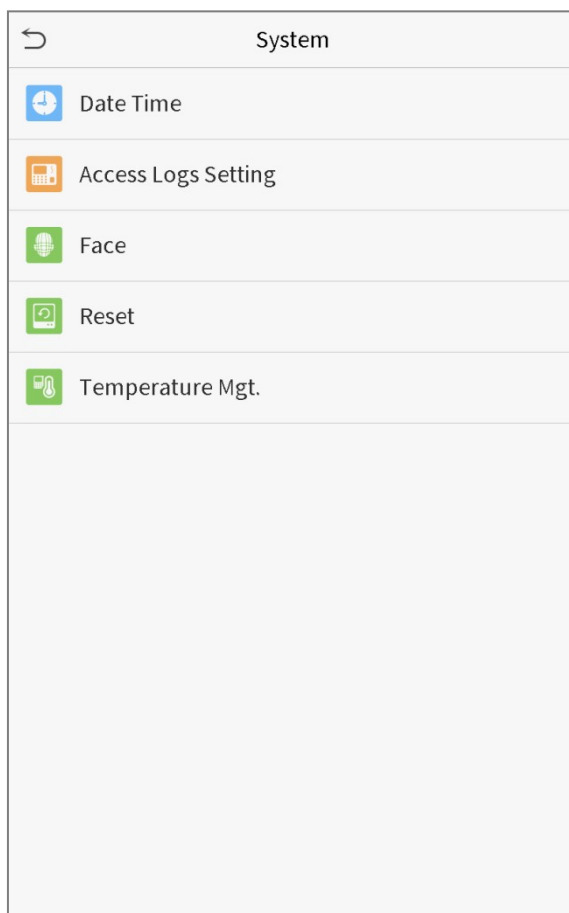 System
Date Time
Access Logs Setting
Face
Reset
Temperature Mgt.